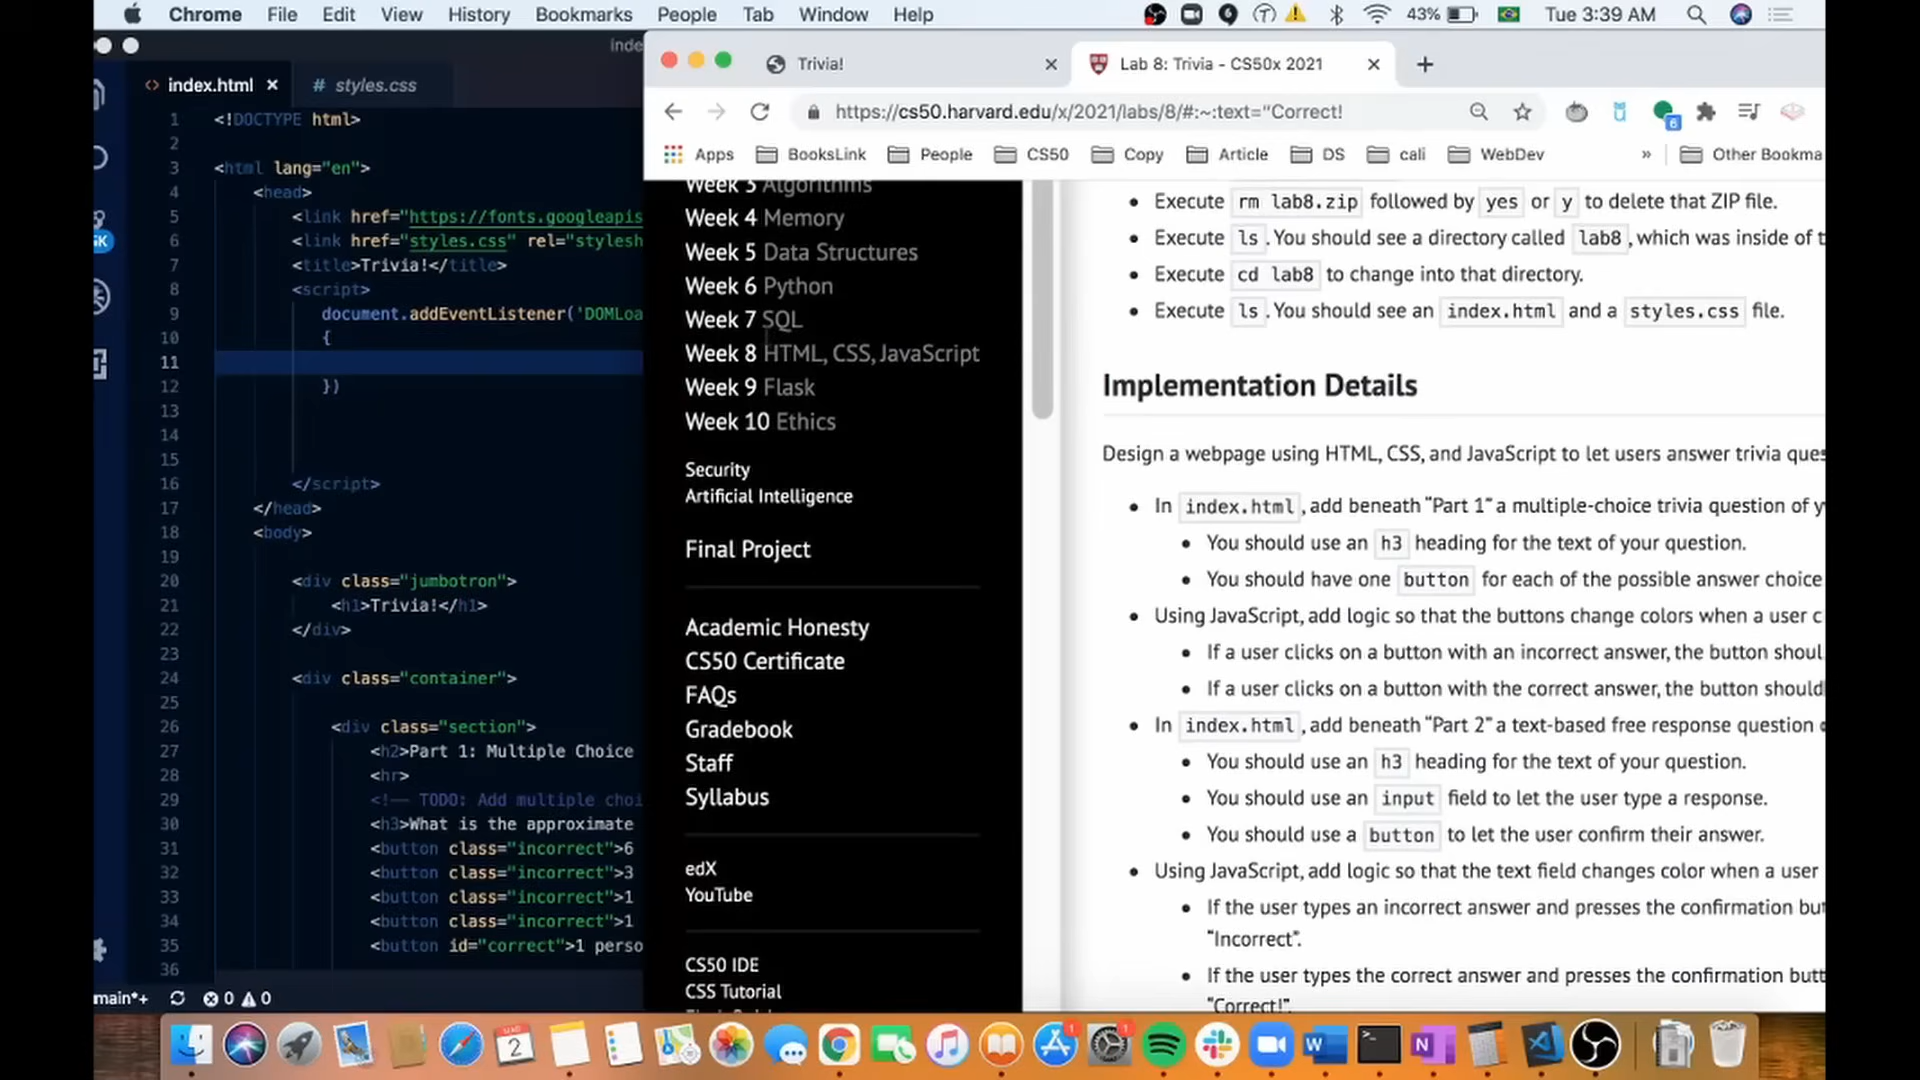 Chrome File Edit View History Bookmarks People Tab Window Help 43% Tue 3:39 AM
index.html styles.css
1 <!DOCTYPE html>
2
3 <html lang="en">
4 <head>
5 <link href="https://fonts.googleapis
6 <link href="styles.css" rel="stylesh
7 <title>Trivia!</title>
8 <script>
9 document.addEventListener('DOMLoa
10 {
11
12 })
13
14
15
16 </script>
17 </head>
18 <body>
19
20 <div class="jumbotron">
21 <h1>Trivia!</h1>
22 </div>
23
24 <div class="container">
25
26 <div class="section">
27 <h2>Part 1: Multiple Choice
28 <hr>
29 <!-- TODO: Add multiple choi
30 <h3>What is the approximate
31 <button class="incorrect">6
32 <button class="incorrect">3
33 <button class="incorrect">1
34 <button class="incorrect">1
35 <button id="correct">1 perso
36
main*+ 0 0
Trivia! Lab 8: Trivia - CS50x 2021
https://cs50.harvard.edu/x/2021/labs/8/#:~:text="Correct!
6
Apps BooksLink People CS50 Copy Article DS cali WebDev » Other Bookma
Week 3 Algorithms
Week 4 Memory
Week 5 Data Structures
Week 6 Python
Week 7 SQL
Week 8 HTML, CSS, JavaScript
Week 9 Flask
Week 10 Ethics
Security
Artificial Intelligence
Final Project
Academic Honesty
CS50 Certificate
FAQs
Gradebook
Staff
Syllabus
edX
YouTube
CS50 IDE
CSS Tutorial
• Execute rm lab8.zip followed by yes or y to delete that ZIP file.
• Execute ls. You should see a directory called lab8, which was inside of t
• Execute cd lab8 to change into that directory.
• Execute ls. You should see an index.html and a styles.css file.
Implementation Details
Design a webpage using HTML, CSS, and JavaScript to let users answer trivia que
• In index.html, add beneath “Part 1” a multiple-choice trivia question of y
• You should use an h3 heading for the text of your question.
• You should have one button for each of the possible answer choice
• Using JavaScript, add logic so that the buttons change colors when a user c
• If a user clicks on a button with an incorrect answer, the button shoul
• If a user clicks on a button with the correct answer, the button should
• In index.html, add beneath “Part 2” a text-based free response question
• You should use an h3 heading for the text of your question.
• You should use an input field to let the user type a response.
• You should use a button to let the user confirm their answer.
• Using JavaScript, add logic so that the text field changes color when a user
• If the user types an incorrect answer and presses the confirmation but
“Incorrect”.
• If the user types the correct answer and presses the confirmation butt
“Correct!”.